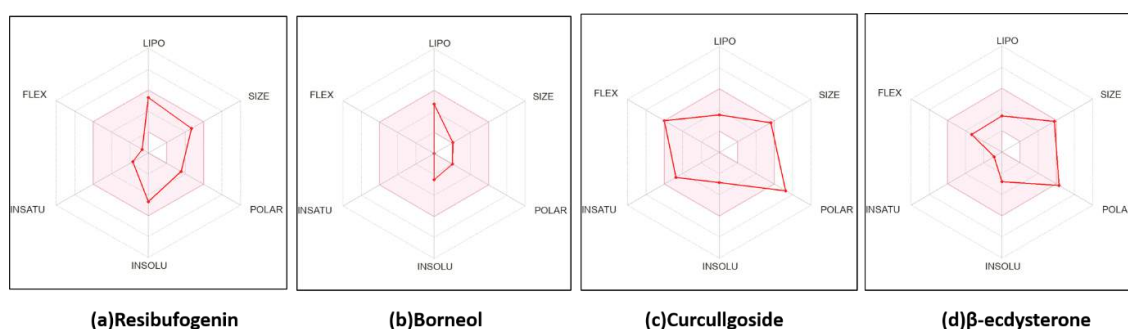 LIPO
FLEX
SIZE
INSATU
POLAR
INSOLU
(a)Resibufogenin
LIPO
FLEX
SIZE
INSATU
POLAR
INSOLU
(b)Borneol
LIPO
FLEX
SIZE
INSATU
POLAR
INSOLU
(c)Curcullgoside
LIPO
FLEX
SIZE
INSATU
POLA
INSOLU
(d)β-ecdysterone